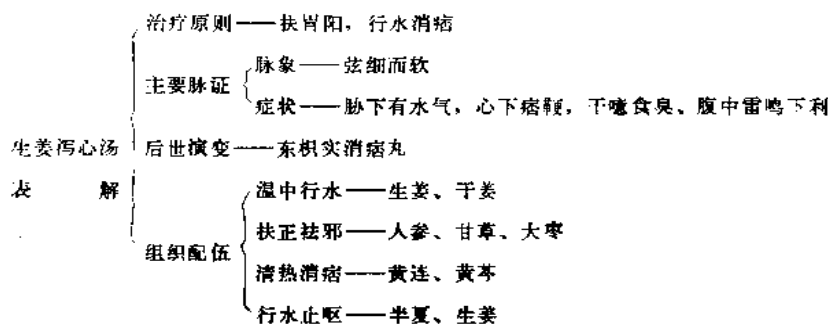 治疗原则——扶胃阳，行水消痞
脉象——弦细而软
主要脉证
症状——胁下有水气，心下痞鞕，干噫食臭、腹中雷鸣下利
生姜泻心汤
后世演变——东枳实消痞丸
表 解
温中行水——生姜、干姜
扶正祛邪——人参、甘草、大枣
组织配伍
清热消痞——黄连、黄芩
行水止呕——半夏、生姜